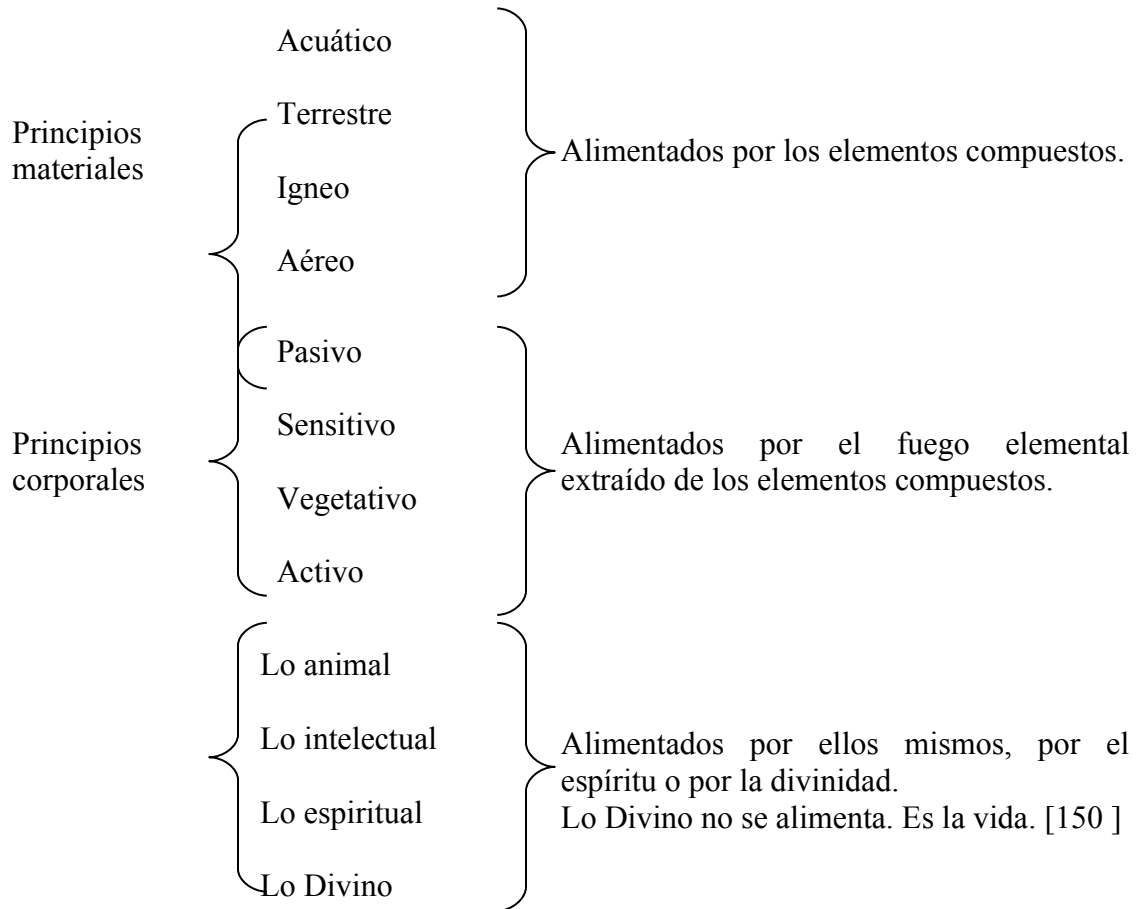 Principios
materiales
Acuático
Terrestre
Igneo
Aéreo
Alimentados por los elementos compuestos.
Principios
corporales
Pasivo
Sensitivo
Vegetativo
Activo
Alimentados por el fuego elemental
extraído de los elementos compuestos.
Lo animal
Lo intelectual
Lo espiritual
Lo Divino
Alimentados por ellos mismos, por el
espíritu o por la divinidad.
Lo Divino no se alimenta. Es la vida. [150 ]